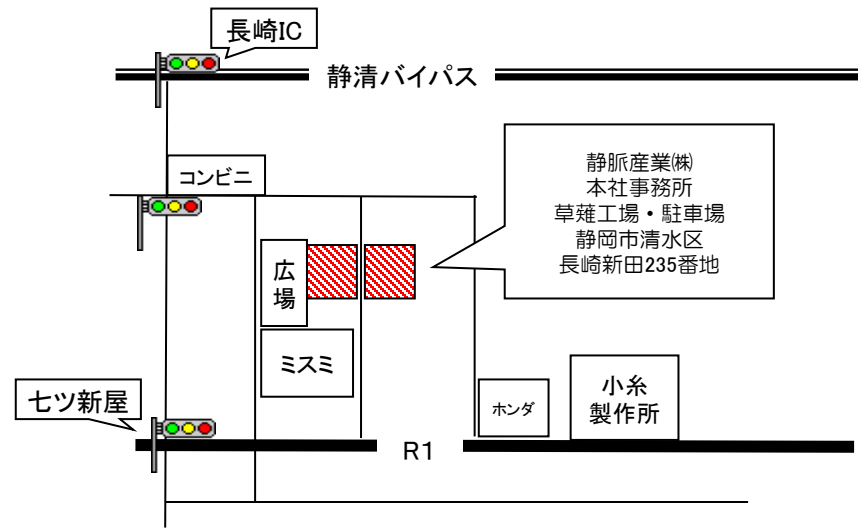 長崎IC
静清バイパス
コンビニ
静脈産業㈱
本社事務所
草薙工場・駐車場
静岡市清水区
長崎新田235番地
広
場
ミスミ
七ツ新屋
ホンダ
小糸
製作所
R1